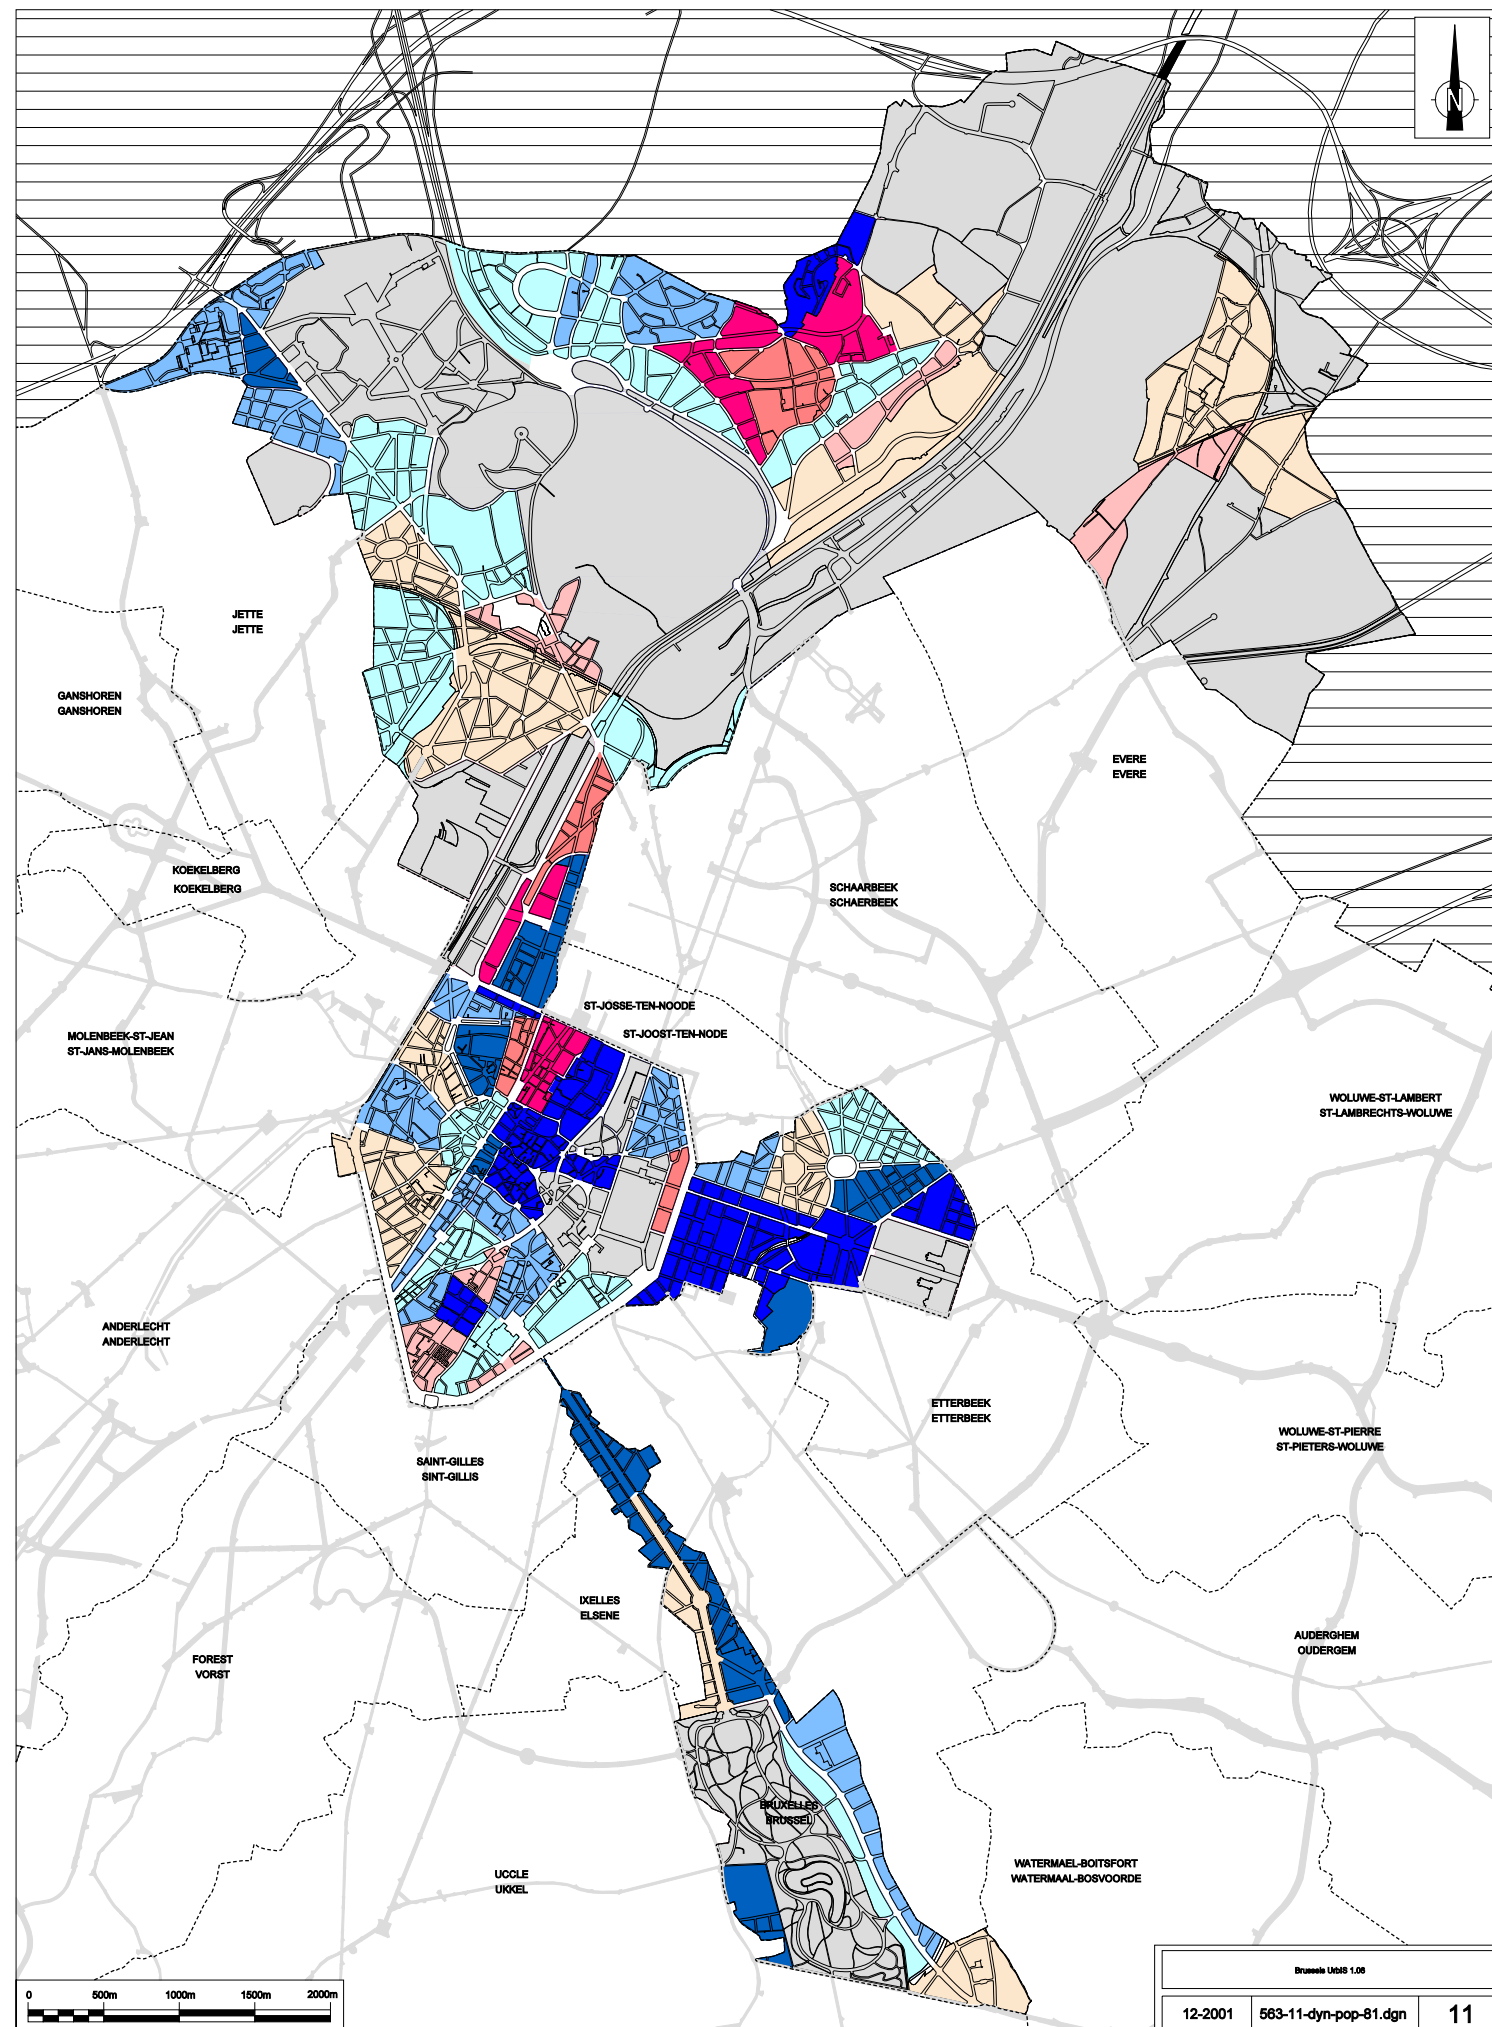 N
JETTE
JETTE
GANSHOREN
GANSHOREN
EVERE
EVERE
KOEKELBERG
KOEKELBERG
SCHAARBEEK
SCHAERBEEK
ST-JOSSE-TEN-NOODE
ST-JOOST-TEN-NODE
MOLENBEEK-ST-JEAN
ST-JANS-MOLENBEEK
WOLUWE-ST-LAMBERT
ST-LAMBRECHTS-WOLUWE
ANDERLECHT
ANDERLECHT
ETTERBEEK
ETTERBEEK
WOLUWE-ST-PIERRE
ST-PIETERS-WOLUWE
SAINT-GILLES
SINT-GILLIS
IXELLES
ELSENE
AUDERGHEM
OUDERGEM
FOREST
VORST
BRUXELLES
BRUSSEL
WATERMAEL-BOITSFORT
WATERMAAL-BOSVOORDE
UCCLE
UKKEL
0 500m 1000m 1500m 2000m
Brussels UrbIS 1.08
12-2001 563-11-dyn-pop-81.dgn 11